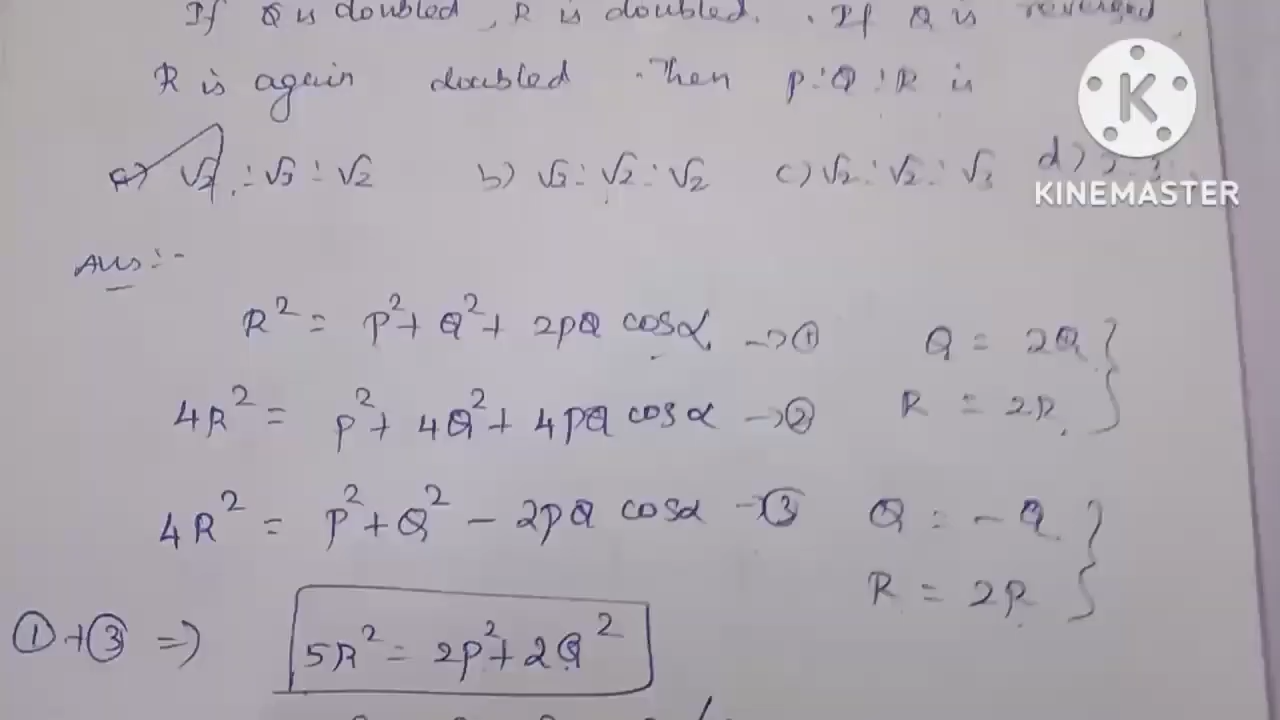 If Q is doubled, R is doubled. If Q is reversed
R is again doubled. Then P:Q:R is
√2 : √3 : √2 b) √3 : √2 : √2 c) √2 : √2 : √3 d)
K
KINEMASTER
Ans:-
R² = P² + Q² + 2PQ cosα → ① Q = 2Q
4R² = P² + 4Q² + 4PQ cosα → ② R = 2R
4R² = P² + Q² - 2PQ cosα → ③ Q = -Q
R = 2R
① + ③ ⇒ 5R² = 2P² + 2Q²